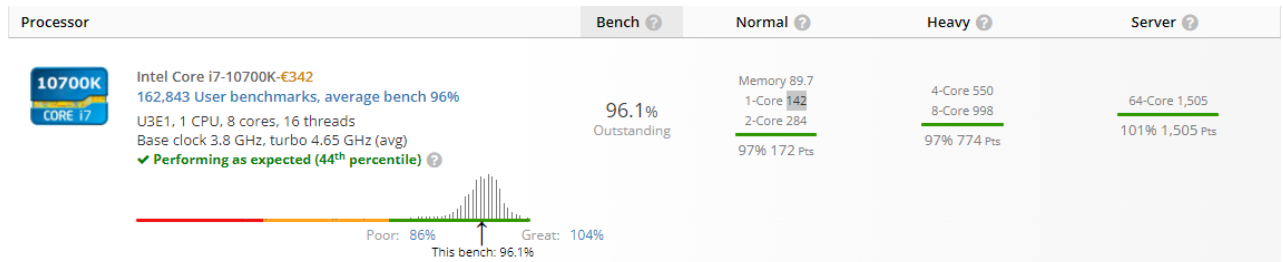 Processor Bench ? Normal ? Heavy ? Server ?
10700K
CORE i7
Intel Core i7-10700K-€342
162,843 User benchmarks, average bench 96%
U3E1, 1 CPU, 8 cores, 16 threads
Base clock 3.8 GHz, turbo 4.65 GHz (avg)
✔ Performing as expected (44th percentile) ?
Poor: 86% Great: 104%
This bench: 96.1%
96.1%
Outstanding
Memory 89.7
1-Core 142
2-Core 284
97% 172 Pts
4-Core 550
8-Core 998
97% 774 Pts
64-Core 1,505
101% 1,505 Pts